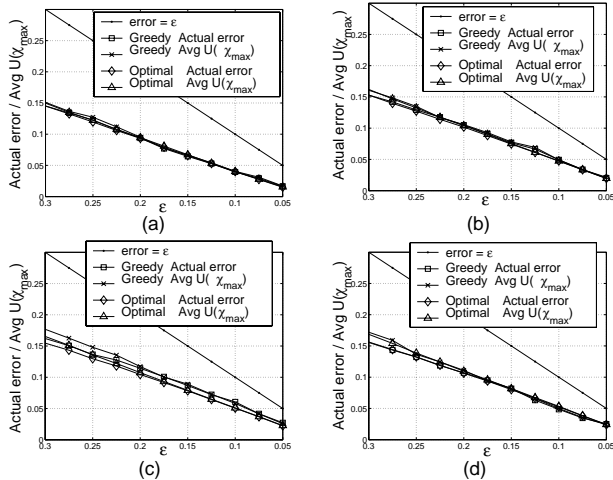 error = ε
Greedy Actual error
Greedy Avg U( χmax)
Optimal Actual error
Optimal Avg U(χmax)
Actual error / Avg U(χmax)
0.25
0.2
0.15
0.1
0.05
0
0.3 0.25 0.2 0.15 0.1 0.05
ε
(a)
error = ε
Greedy Actual error
Greedy Avg U( χmax)
Optimal Actual error
Optimal Avg U(χmax)
Actual error / Avg U(χmax)
0.25
0.2
0.15
0.1
0.05
0
0.3 0.25 0.2 0.15 0.1 0.05
ε
(b)
error = ε
Greedy Actual error
Greedy Avg U( χmax)
Optimal Actual error
Optimal Avg U(χmax)
Actual error / Avg U(χmax)
0.25
0.2
0.15
0.1
0.05
0
0.3 0.25 0.2 0.15 0.1 0.05
ε
(c)
error = ε
Greedy Actual error
Greedy Avg U( χmax)
Optimal Actual error
Optimal Avg U(χmax)
Actual error / Avg U(χmax)
0.25
0.2
0.15
0.1
0.05
0
0.3 0.25 0.2 0.15 0.1 0.05
ε
(d)